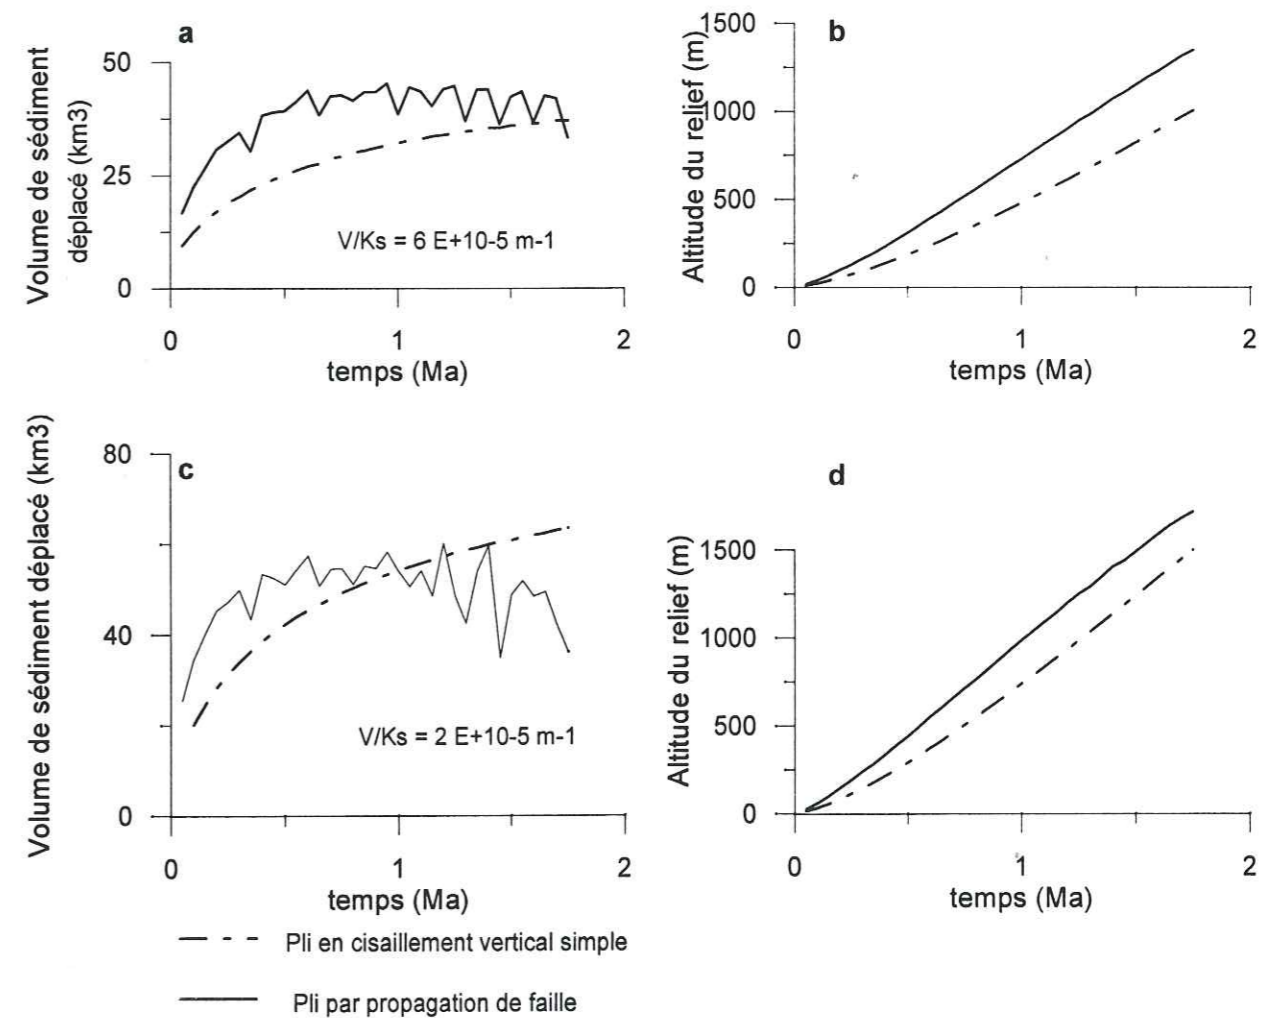 a
Volume de sédiment
déplacé (km3)
50
25
0
V/Ks = 6 E+10-5 m-1
0 1 2
temps (Ma)
b
Altitude du relief (m)
1500
1000
500
0
0 1 2
temps (Ma)
c
Volume de sédiment déplacé (km3)
80
40
0
V/Ks = 2 E+10-5 m-1
0 1 2
temps (Ma)
d
Altitude du relief (m)
1500
1000
500
0
0 1 2
temps (Ma)
Pli en cisaillement vertical simple
Pli par propagation de faille